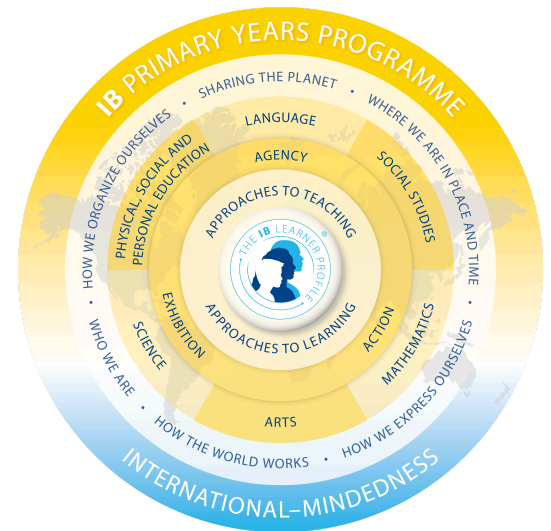 IB PRIMARY YEARS PROGRAMME
SHARING THE PLANET
WHERE WE ARE IN PLACE AND TIME
HOW WE EXPRESS OURSELVES
HOW THE WORLD WORKS
WHO WE ARE
HOW WE ORGANIZE OURSELVES
LANGUAGE
SOCIAL STUDIES
MATHEMATICS
ARTS
SCIENCE
PHYSICAL, SOCIAL AND
PERSONAL EDUCATION
AGENCY
ACTION
EXHIBITION
APPROACHES TO TEACHING
APPROACHES TO LEARNING
THE IB LEARNER PROFILE®
INTERNATIONAL–MINDEDNESS